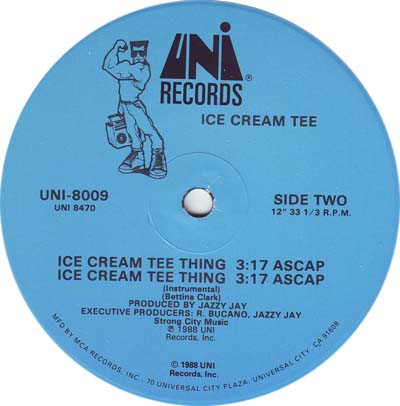 UNI®
RECORDS
ICE CREAM TEE
UNI-8009
UNI 8470
SIDE TWO
12" 33 1/3 R.P.M.
ICE CREAM TEE THING 3:17 ASCAP
ICE CREAM TEE THING 3:17 ASCAP
(Instrumental)
(Bettina Clark)
PRODUCED BY JAZZY JAY
EXECUTIVE PRODUCERS: R. BUCANO, JAZZY JAY
Strong City Music
℗ 1988 UNI
Records, Inc.
© 1988 UNI
Records, Inc.
MFD BY MCA RECORDS, INC., 70 UNIVERSAL CITY PLAZA, UNIVERSAL CITY, CA 91608